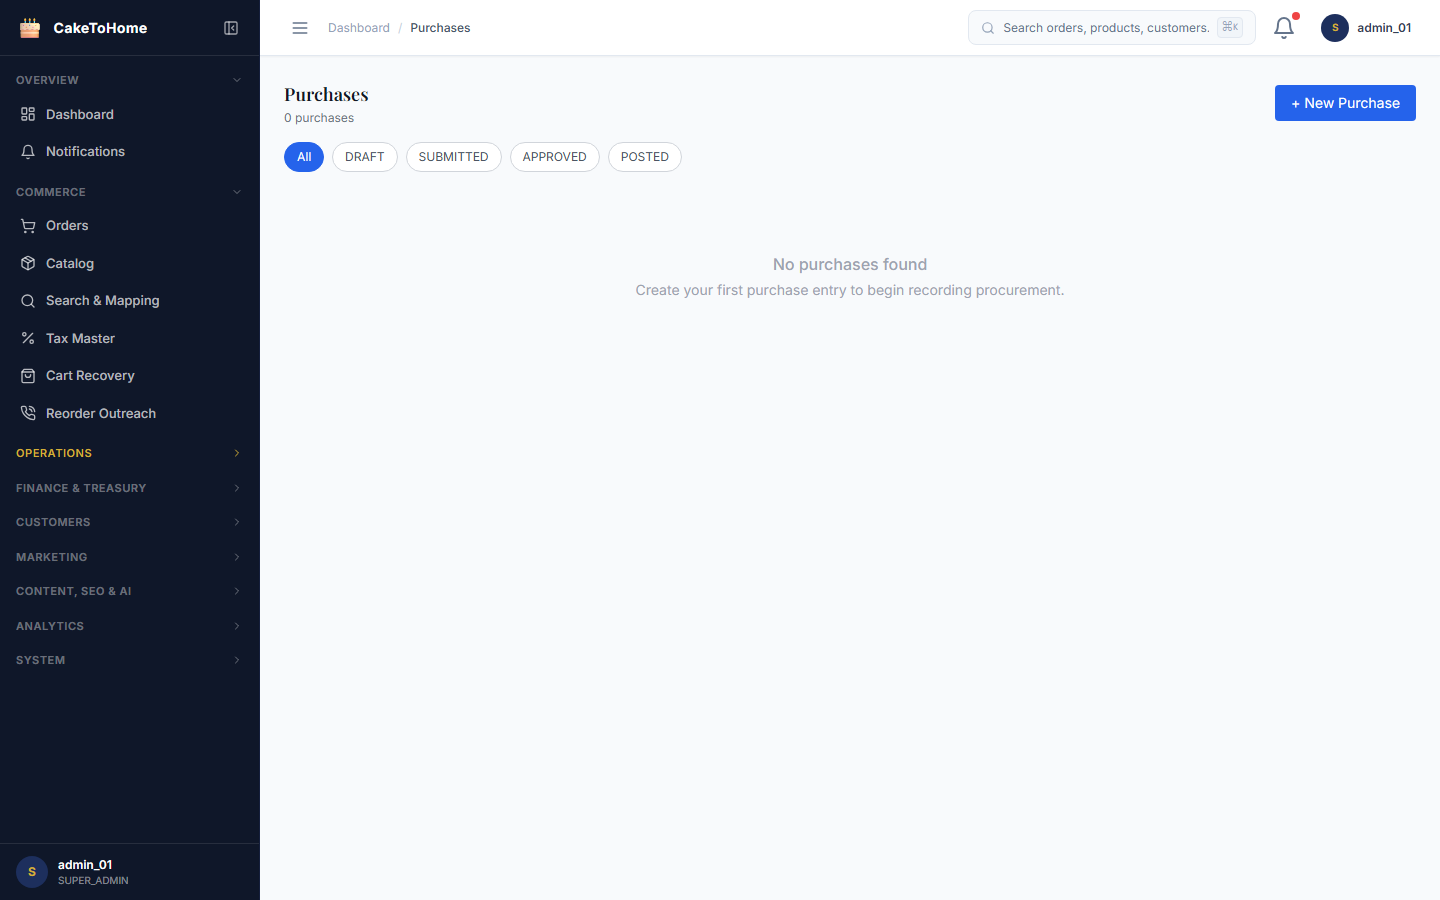 CakeToHome
OVERVIEW
Dashboard
Notifications
COMMERCE
Orders
Catalog
Search & Mapping
Tax Master
Cart Recovery
Reorder Outreach
OPERATIONS
FINANCE & TREASURY
CUSTOMERS
MARKETING
CONTENT, SEO & AI
ANALYTICS
SYSTEM
S
admin_01
SUPER_ADMIN
Dashboard / Purchases
Search orders, products, customers. ⌘K
S admin_01
Purchases
0 purchases
+ New Purchase
All DRAFT SUBMITTED APPROVED POSTED
No purchases found
Create your first purchase entry to begin recording procurement.